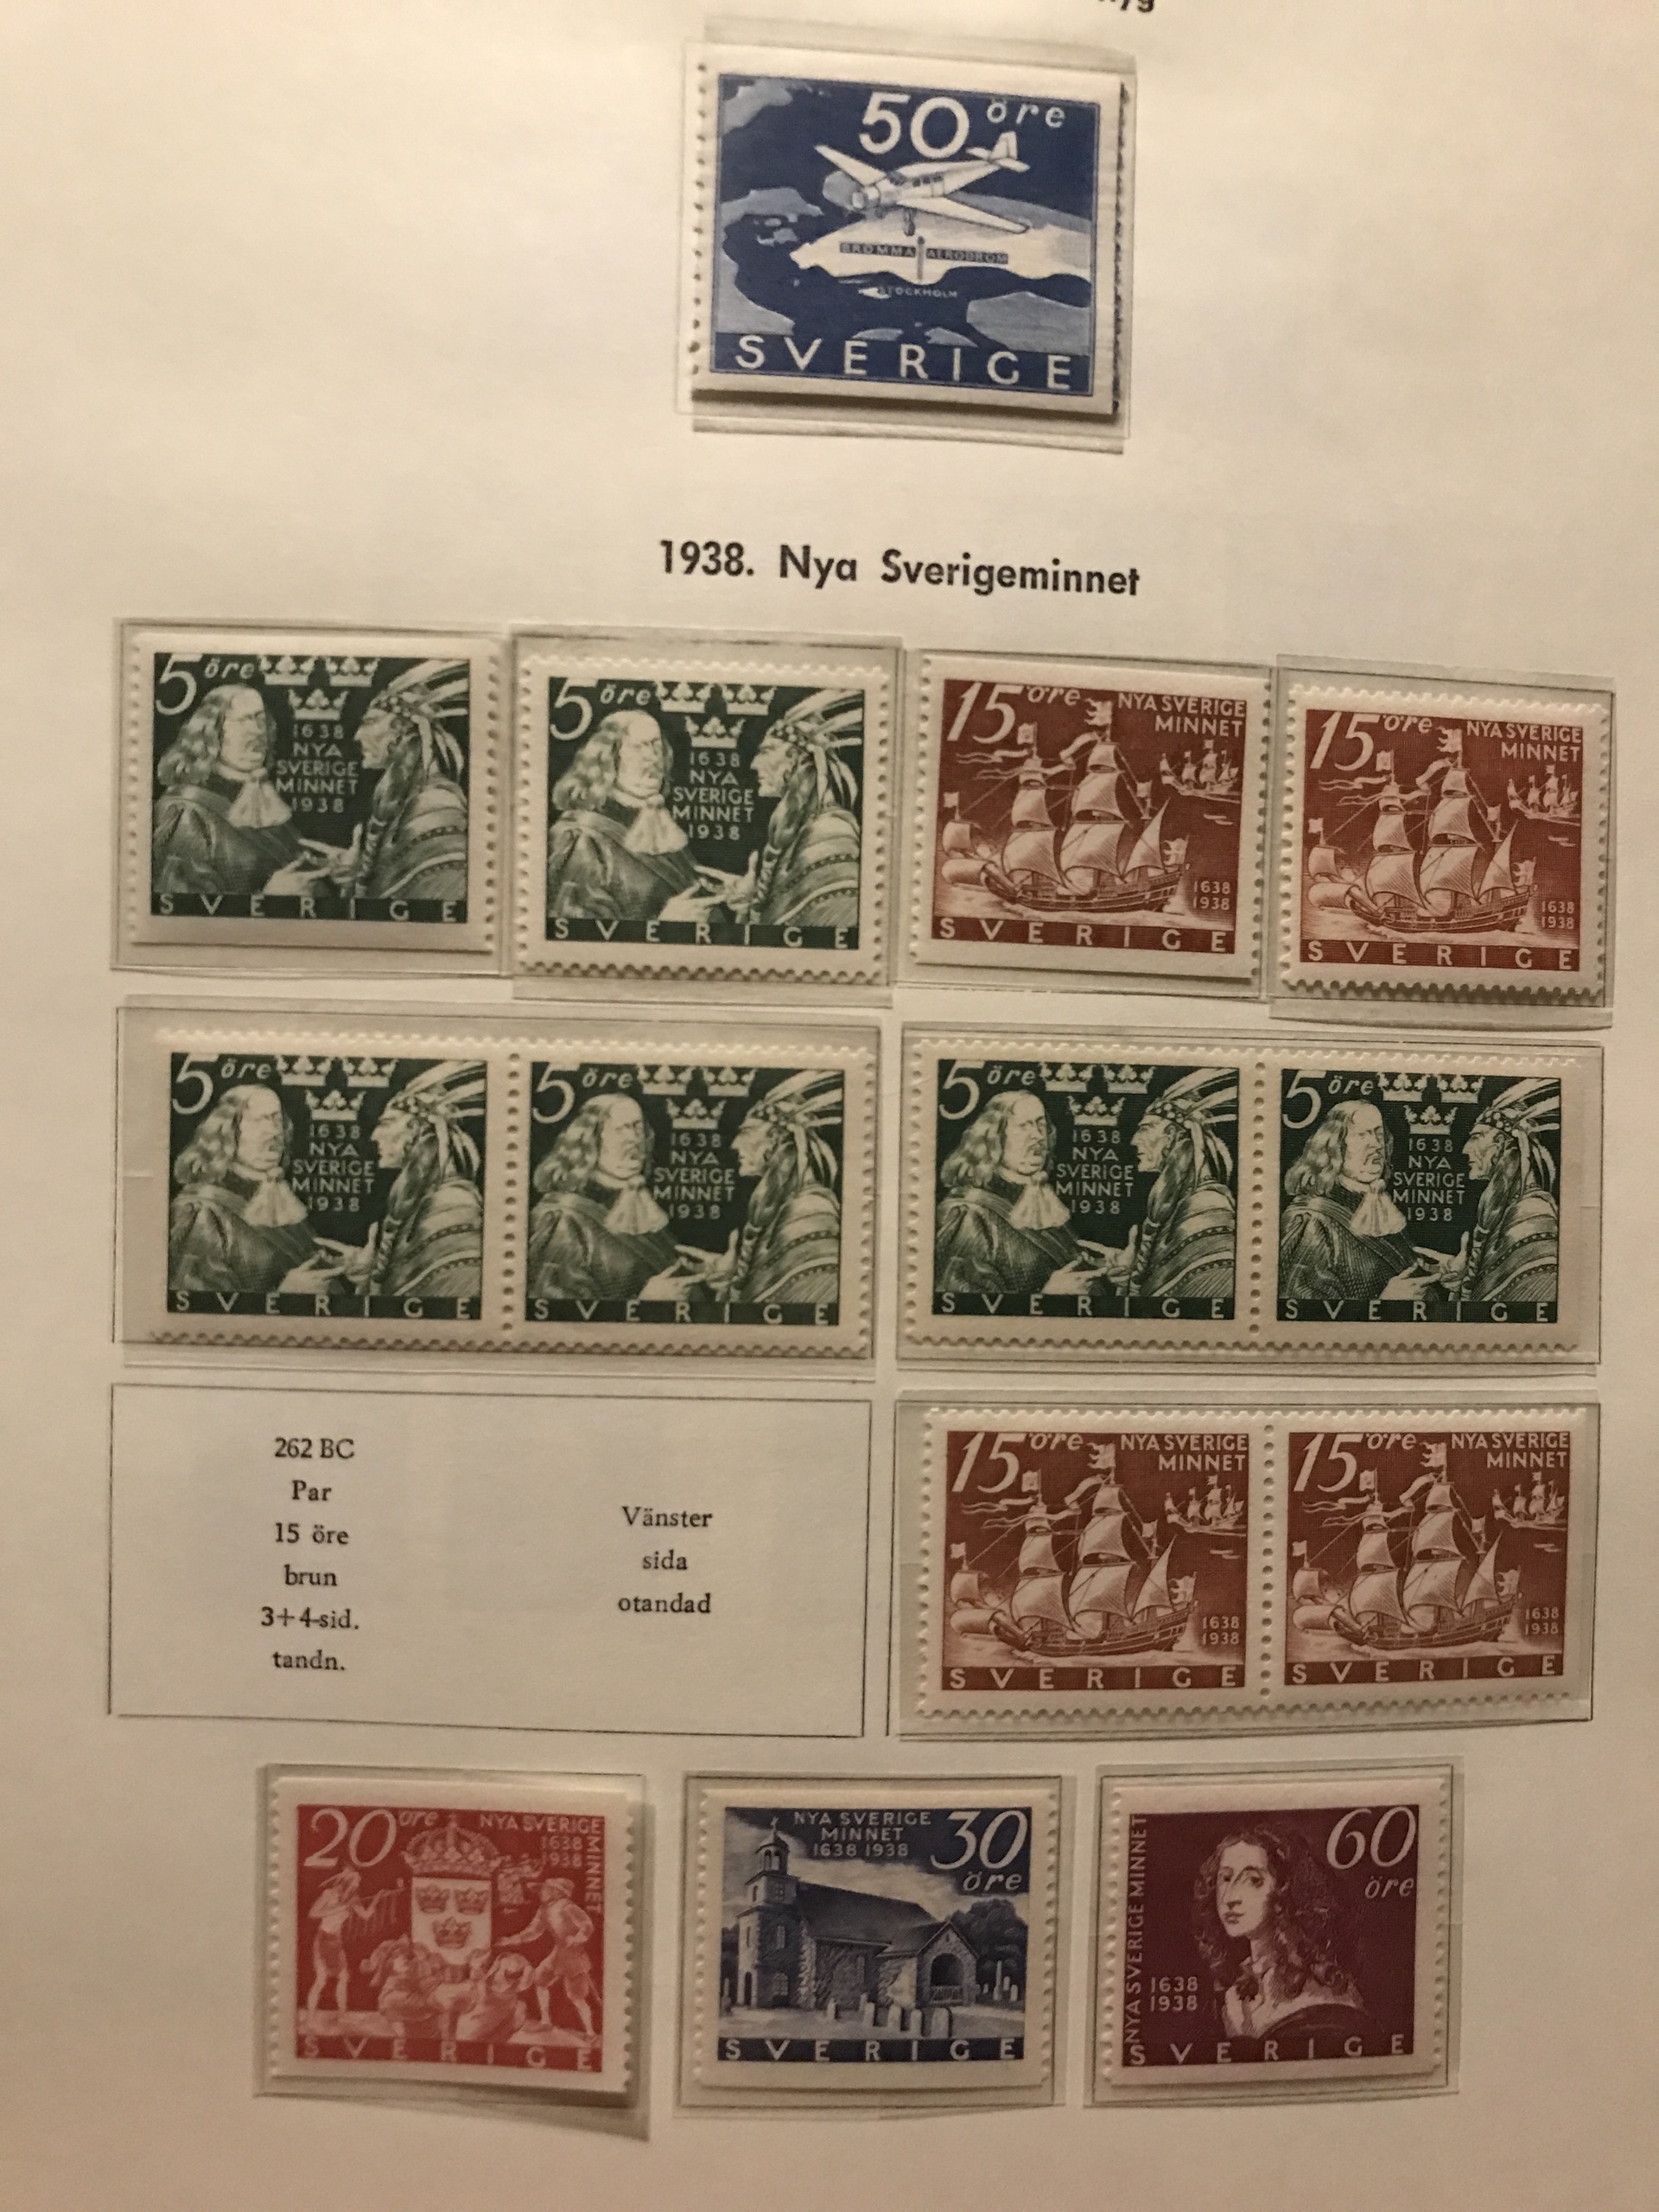 50 öre
BROMMA AERODROM
STOCKHOLM
SVERIGE
1938. Nya Sverigeminnet
5 öre
1638
NYA
SVERIGE
MINNET
1938
SVERIGE
5 öre
1638
NYA
SVERIGE
MINNET
1938
SVERIGE
15 öre NYA SVERIGE
MINNET
1638
1938
SVERIGE
15 öre NYA SVERIGE
MINNET
1638
1938
SVERIGE
5 öre
1638
NYA
SVERIGE
MINNET
1938
SVERIGE
5 öre
1638
NYA
SVERIGE
MINNET
1938
SVERIGE
5 öre
1638
NYA
SVERIGE
MINNET
1938
SVERIGE
5 öre
1638
NYA
SVERIGE
MINNET
1938
SVERIGE
262 BC
Par
15 öre
brun
3+4-sid.
tandn.
Vänster
sida
otandad
15 öre NYA SVERIGE
MINNET
1638
1938
SVERIGE
15 öre NYA SVERIGE
MINNET
1638
1938
SVERIGE
20 öre NYA SVERIGE
MINNET
1638
1938
SVERIGE
NYA SVERIGE
MINNET
1638 1938
30
öre
SVERIGE
60
öre
NYA SVERIGE MINNET
1638
1938
SVERIGE